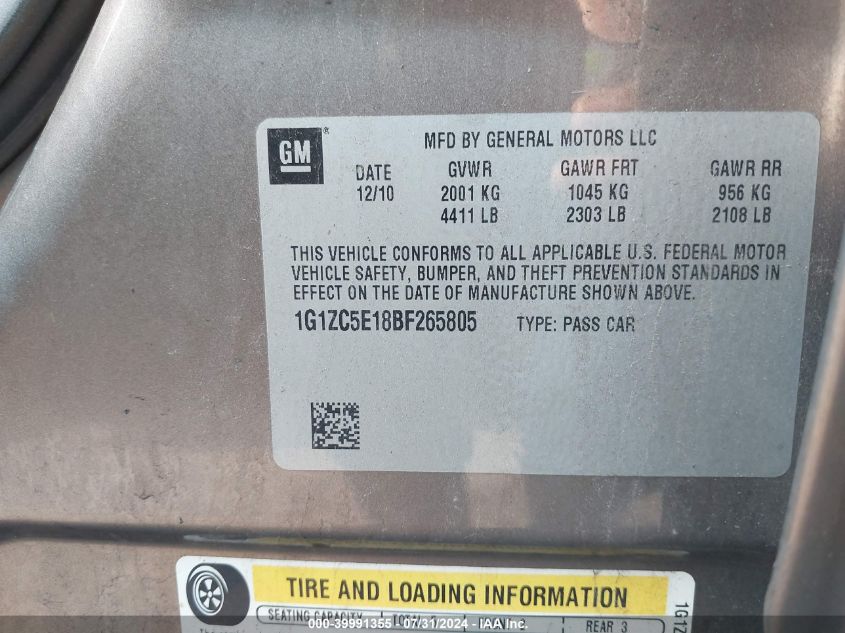 GM ®
MFD BY GENERAL MOTORS LLC
DATE GVWR GAWR FRT GAWR RR
12/10 2001 KG 1045 KG 956 KG
4411 LB 2303 LB 2108 LB
THIS VEHICLE CONFORMS TO ALL APPLICABLE U.S. FEDERAL MOTOR
VEHICLE SAFETY, BUMPER, AND THEFT PREVENTION STANDARDS IN
EFFECT ON THE DATE OF MANUFACTURE SHOWN ABOVE.
1G1ZC5E18BF265805 TYPE: PASS CAR
TIRE AND LOADING INFORMATION
SEATING CAPACITY
REAR 3
1G1Z
000-39991355 - 07/31/2024 - IAA Inc.